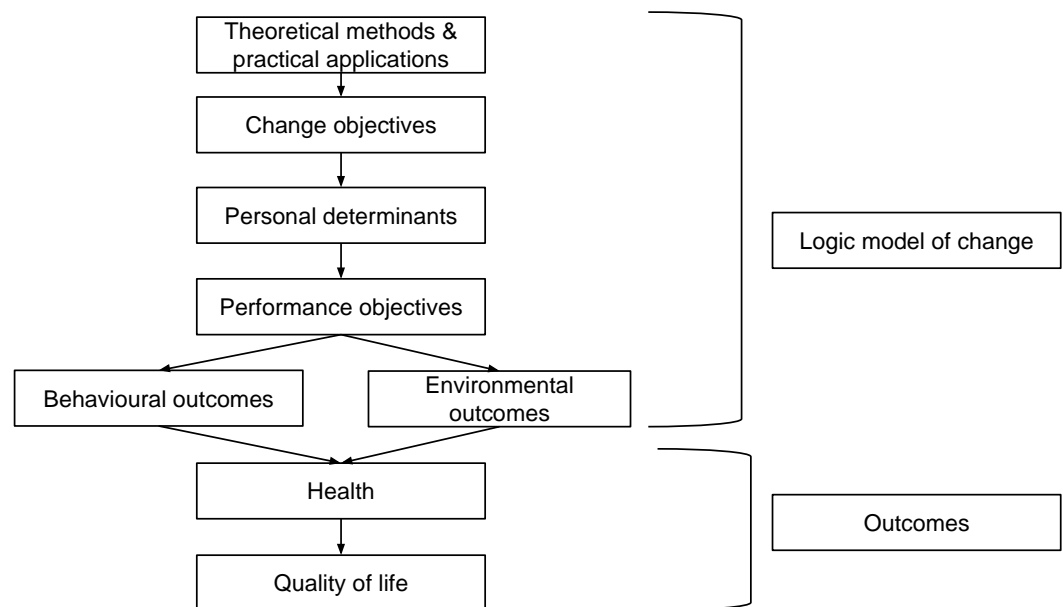 Theoretical methods &
practical applications
Change objectives
Personal determinants
Logic model of change
Performance objectives
Behavioural outcomes
Environmental
outcomes
Health
Outcomes
Quality of life